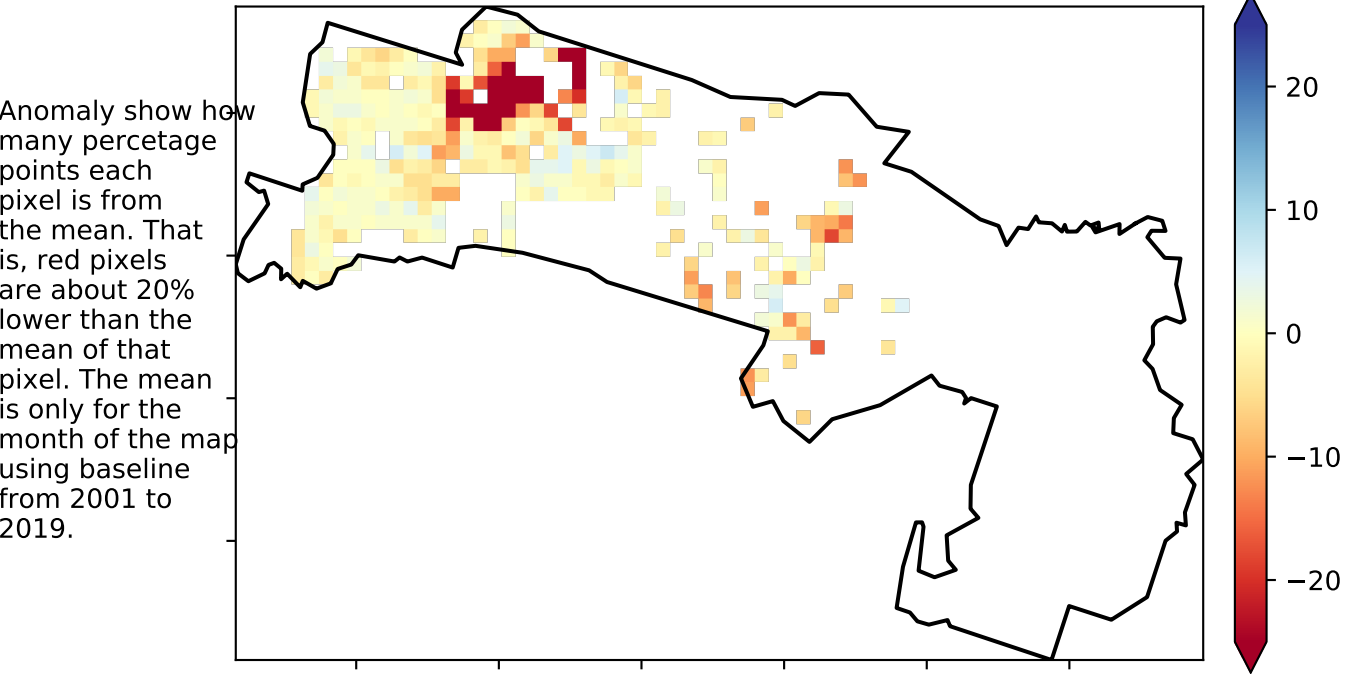 Anomaly show how
many percetage
points each
pixel is from
the mean. That
is, red pixels
are about 20%
lower than the
mean of that
pixel. The mean
is only for the
month of the map
using baseline
from 2001 to
2019.
20
10
0
−10
−20